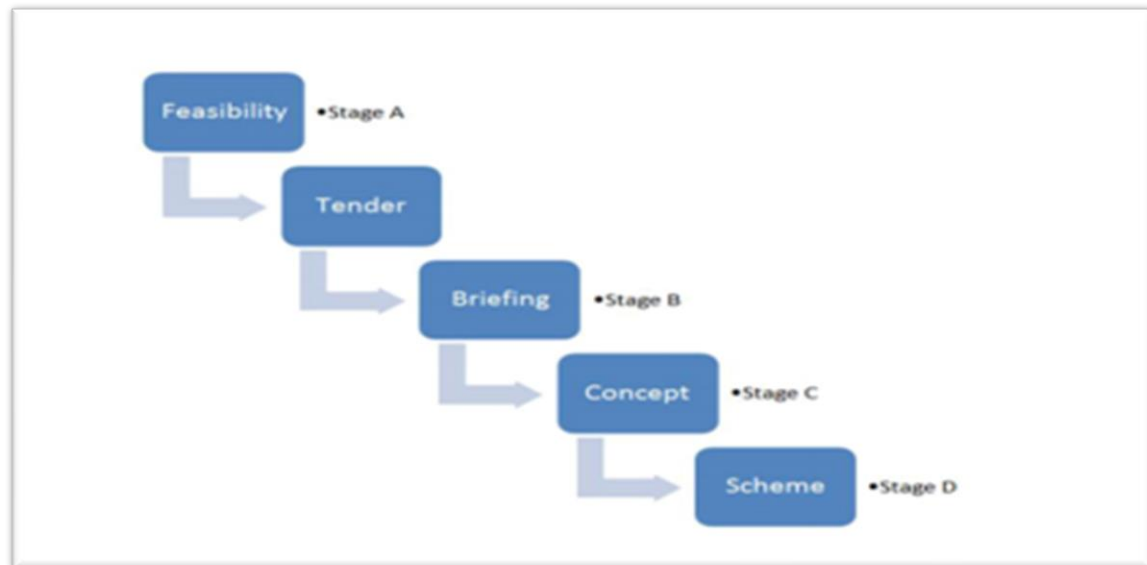 Feasibility •Stage A
Tender
Briefing •Stage B
Concept •Stage C
Scheme •Stage D